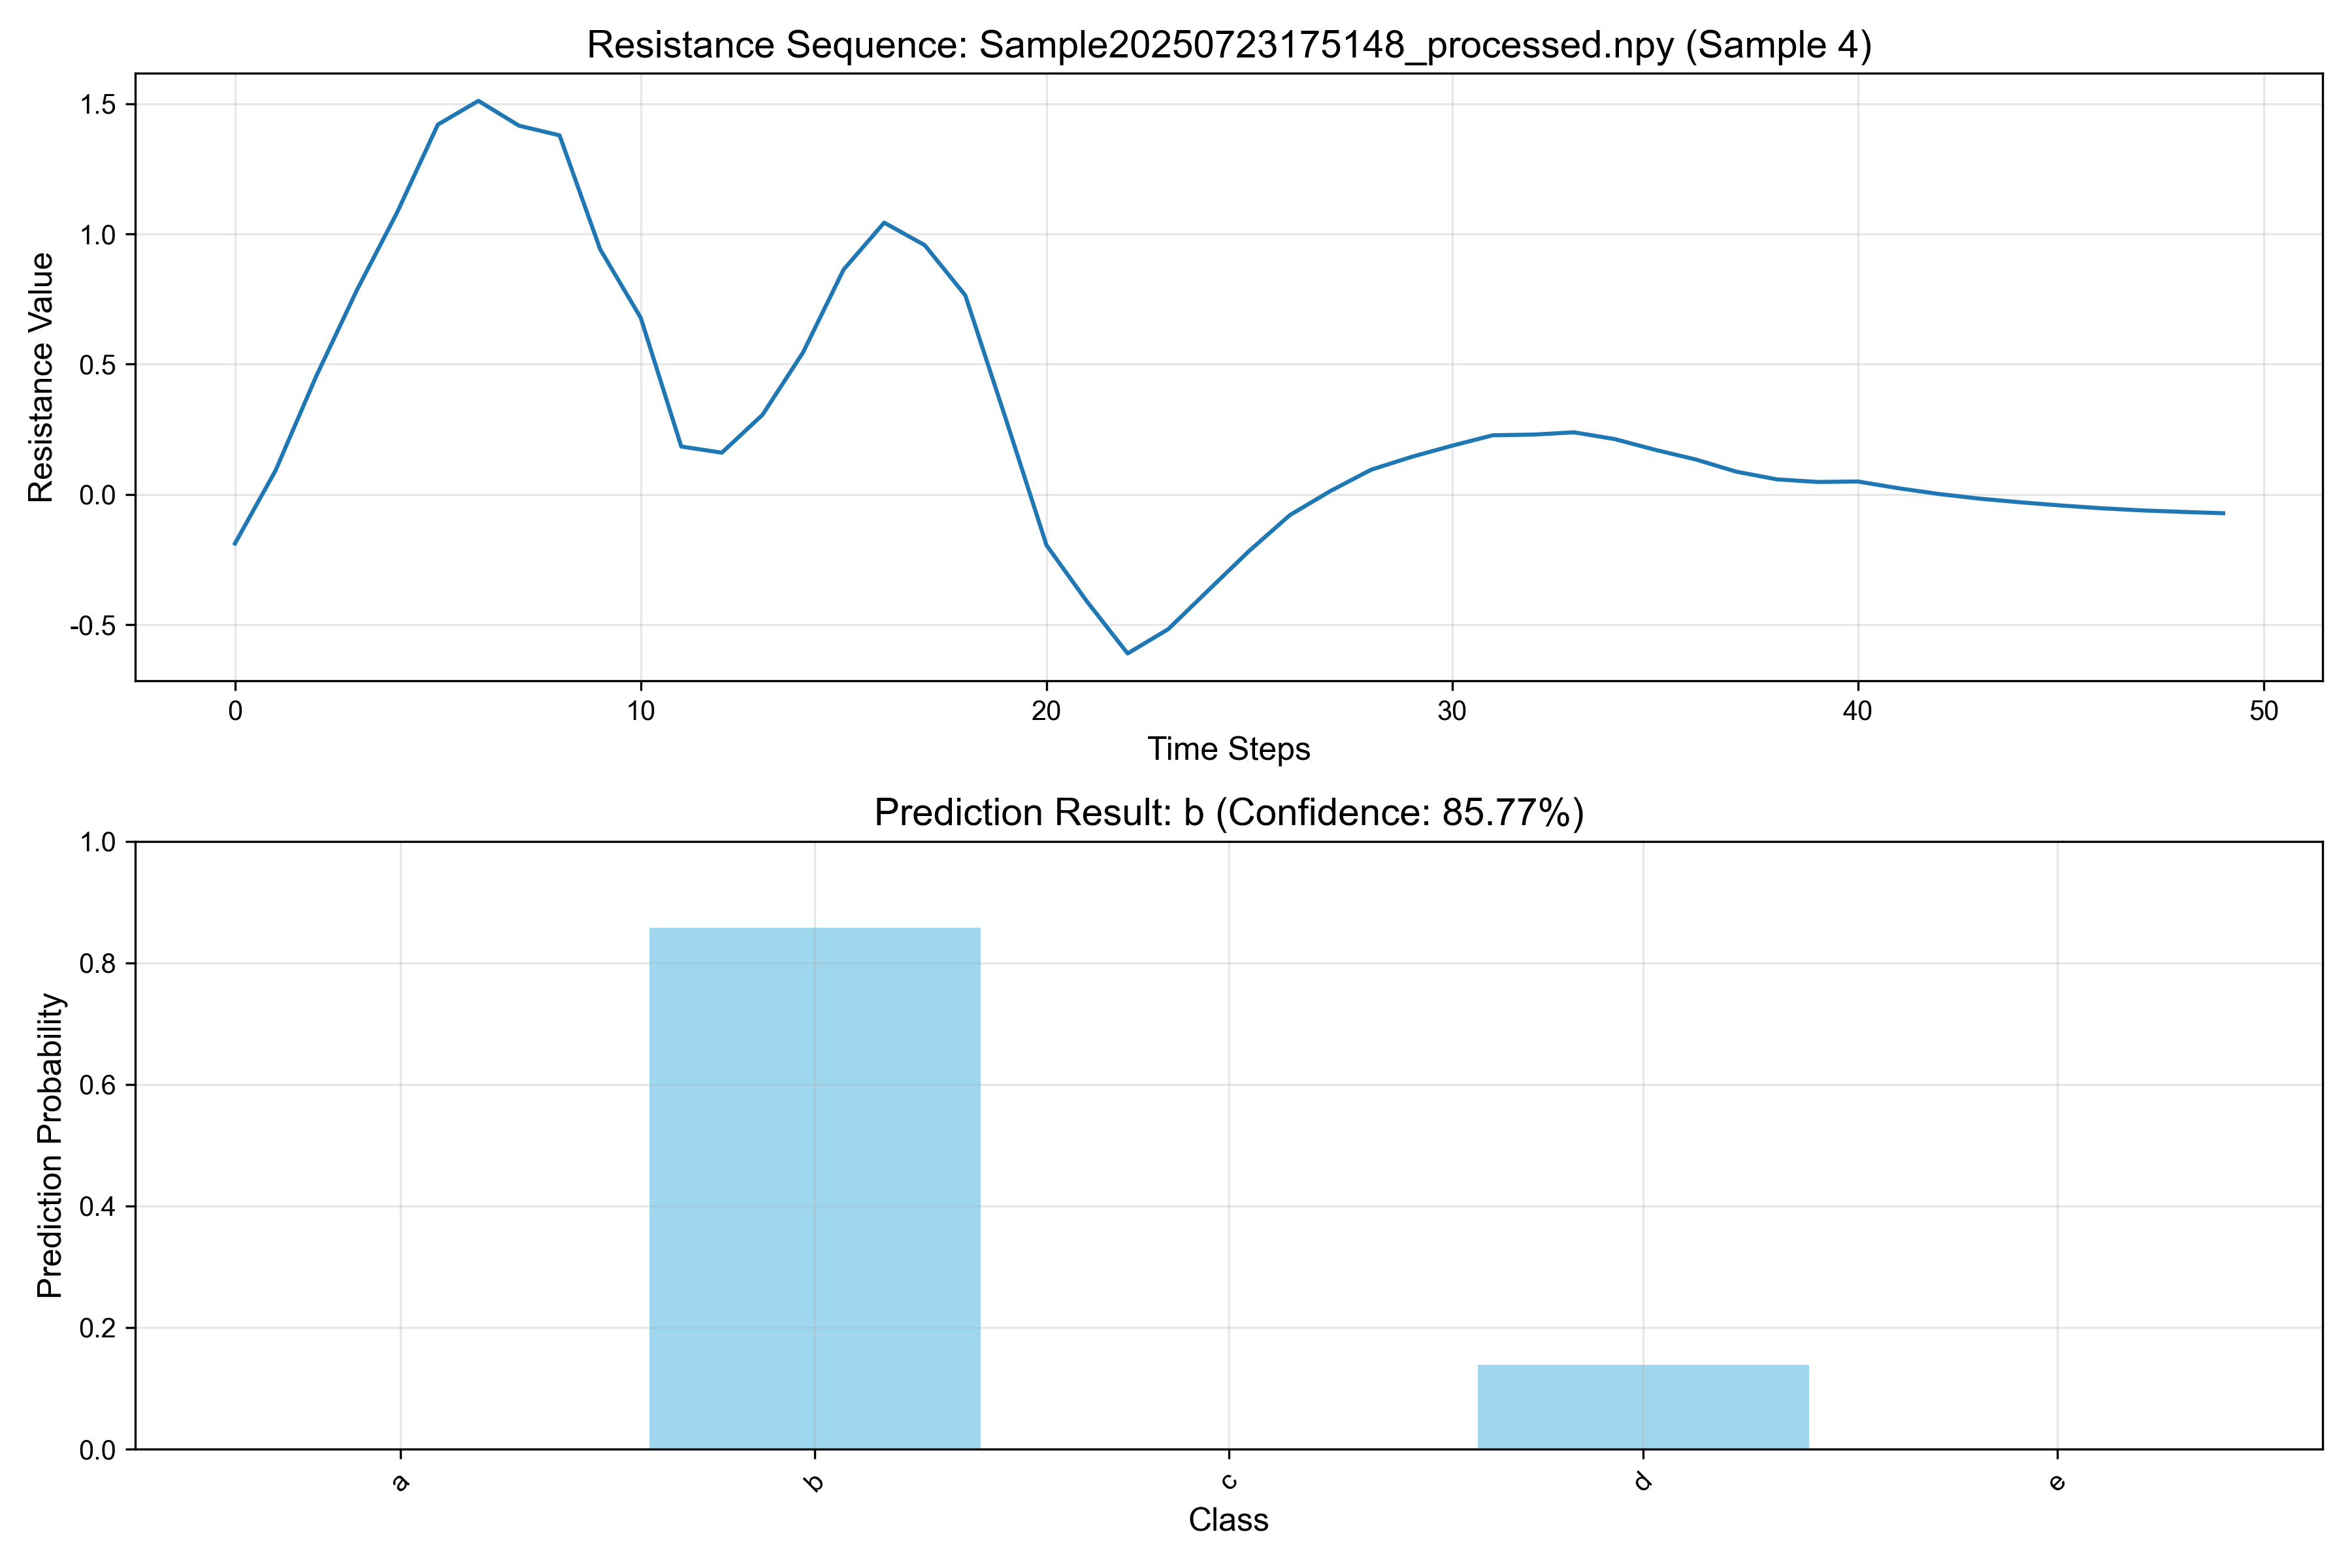 Resistance Sequence: Sample20250723175148_processed.npy (Sample 4)
Resistance Value
1.5
1.0
0.5
0.0
-0.5
0 10 20 30 40 50
Time Steps
Prediction Result: b (Confidence: 85.77%)
Prediction Probability
1.0
0.8
0.6
0.4
0.2
0.0
a b c d e
Class